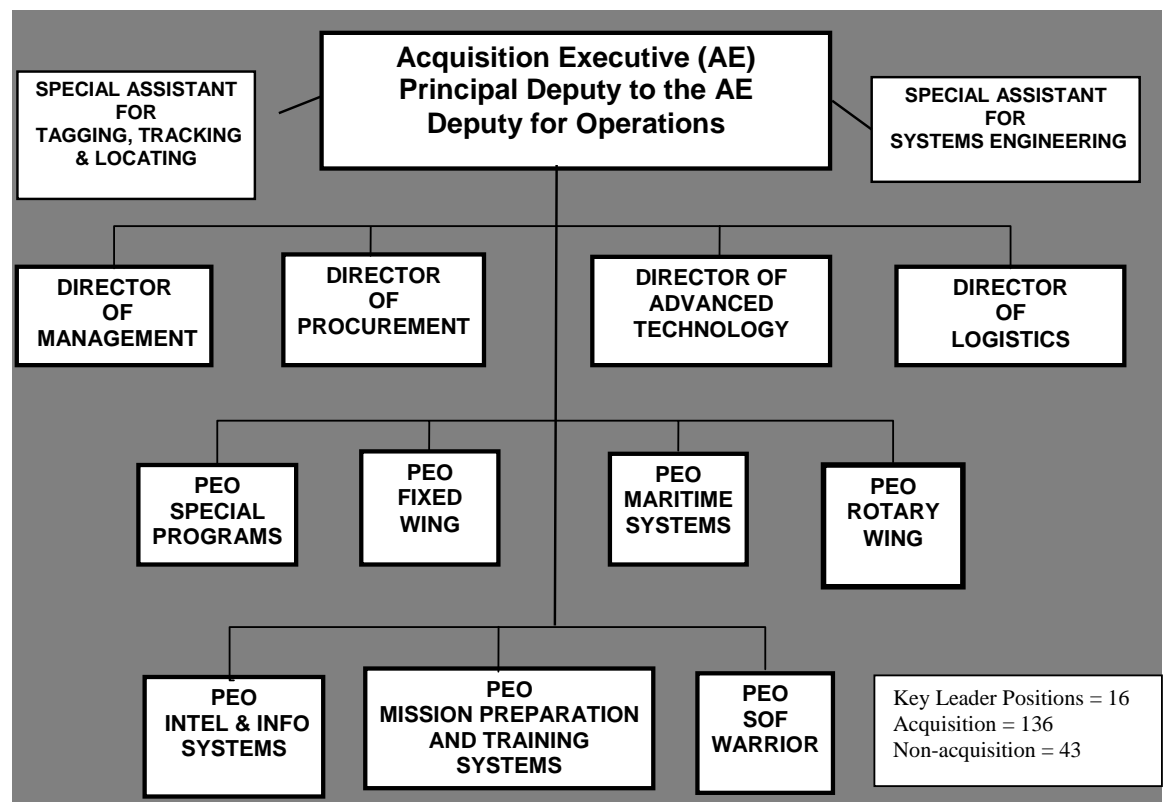 Acquisition Executive (AE)
Principal Deputy to the AE
Deputy for Operations
SPECIAL ASSISTANT
FOR
TAGGING, TRACKING
& LOCATING
SPECIAL ASSISTANT
FOR
SYSTEMS ENGINEERING
DIRECTOR
OF
MANAGEMENT
DIRECTOR
OF
PROCUREMENT
DIRECTOR OF
ADVANCED
TECHNOLOGY
DIRECTOR
OF
LOGISTICS
PEO
SPECIAL
PROGRAMS
PEO
FIXED
WING
PEO
MARITIME
SYSTEMS
PEO
ROTARY
WING
PEO
INTEL & INFO
SYSTEMS
PEO
MISSION PREPARATION
AND TRAINING
SYSTEMS
PEO
SOF
WARRIOR
Key Leader Positions = 16
Acquisition = 136
Non-acquisition = 43